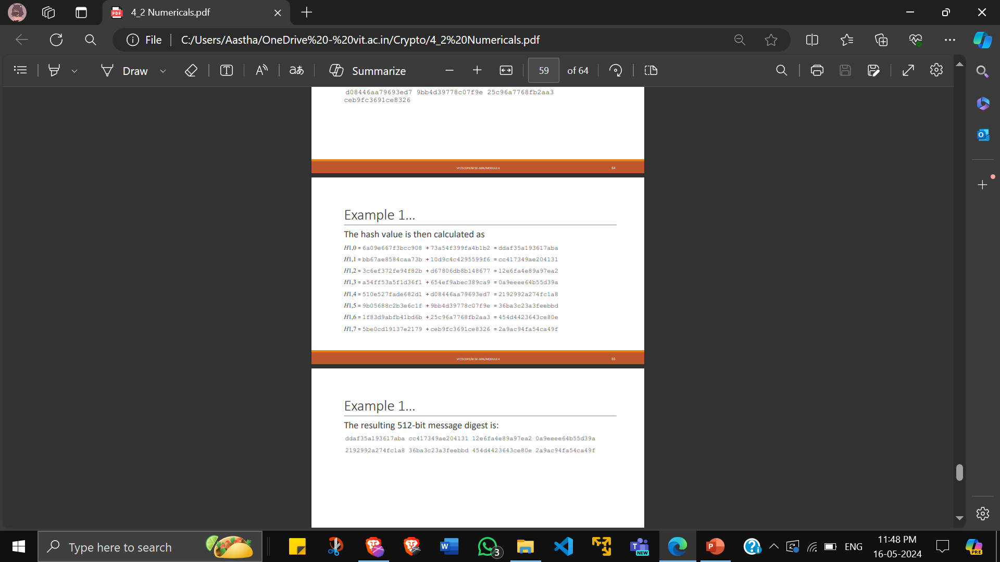 4_2 Numericals.pdf
File
C:/Users/Aastha/OneDrive%20-%20vit.ac.in/Crypto/4_2%20Numericals.pdf
Draw
Summarize
59
of 64
d08446aa79693ed7 9bb4d39778c07f9e 25c96a7768fb2aa3
ceb9fc3691ce8326
VIT/SCOPE/BCSE-309L/MODULE 4
64
Example 1...
The hash value is then calculated as
H1,0 = 6a09e667f3bcc908 + 73a54f399fa4b1b2 = ddaf35a193617aba
H1,1 = bb67ae8584caa73b + 10d9c4c4295599f6 = cc417349ae204131
H1,2 = 3c6ef372fe94f82b + d67806db8b148677 = 12e6fa4e89a97ea2
H1,3 = a54ff53a5f1d36f1 + 654ef9abec389ca9 = 0a9eeee64b55d39a
H1,4 = 510e527fade682d1 + d08446aa79693ed7 = 2192992a274fc1a8
H1,5 = 9b05688c2b3e6c1f + 9bb4d39778c07f9e = 36ba3c23a3feebbd
H1,6 = 1f83d9abfb41bd6b + 25c96a7768fb2aa3 = 454d4423643ce80e
H1,7 = 5be0cd19137e2179 + ceb9fc3691ce8326 = 2a9ac94fa54ca49f
VIT/SCOPE/BCSE-309L/MODULE 4
65
Example 1...
The resulting 512-bit message digest is:
ddaf35a193617aba cc417349ae204131 12e6fa4e89a97ea2 0a9eeee64b55d39a
2192992a274fc1a8 36ba3c23a3feebbd 454d4423643ce80e 2a9ac94fa54ca49f
Type here to search
3
NEW
ENG
11:48 PM
16-05-2024
PRE